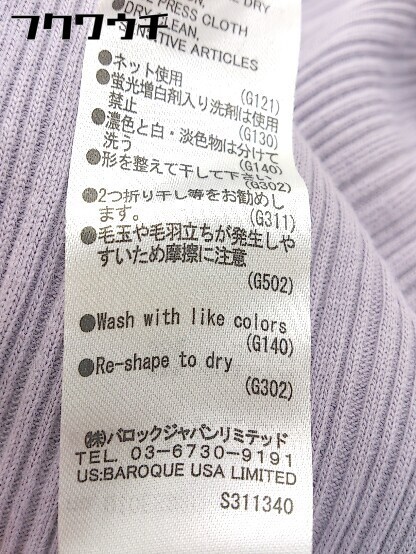 フクウウチ
PRESS CLOTH
●DRY CLEAN.
SENSITIVE ARTICLES
●ネット使用
(G121)
●蛍光増白剤入り洗剤は使用
禁止
(G130)
●濃色と白・淡色物は分けて
洗う
(G140)
●形を整えて干して下さい
(G302)
●2つ折り干し等をお勧めし
ます。
(G311)
●毛玉や毛羽立ちが発生しや
すいため摩擦に注意
(G502)
●Wash with like colors
(G140)
●Re-shape to dry
(G302)
㈱バロックジャパンリミテッド
TEL. 03-6730-9191
US:BAROQUE USA LIMITED
S311340